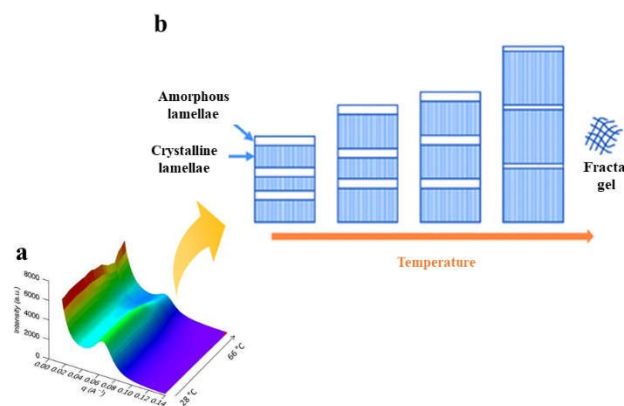 b
Amorphous
lamellae
Crystalline
lamellae
Fracta
gel
Temperature
a
8000
6000
4000
2000
0
Intensity (a.u.)
0.00 0.02 0.04 0.06 0.08 0.10 0.12 0.14
q (A⁻¹)
28 °C
66 °C